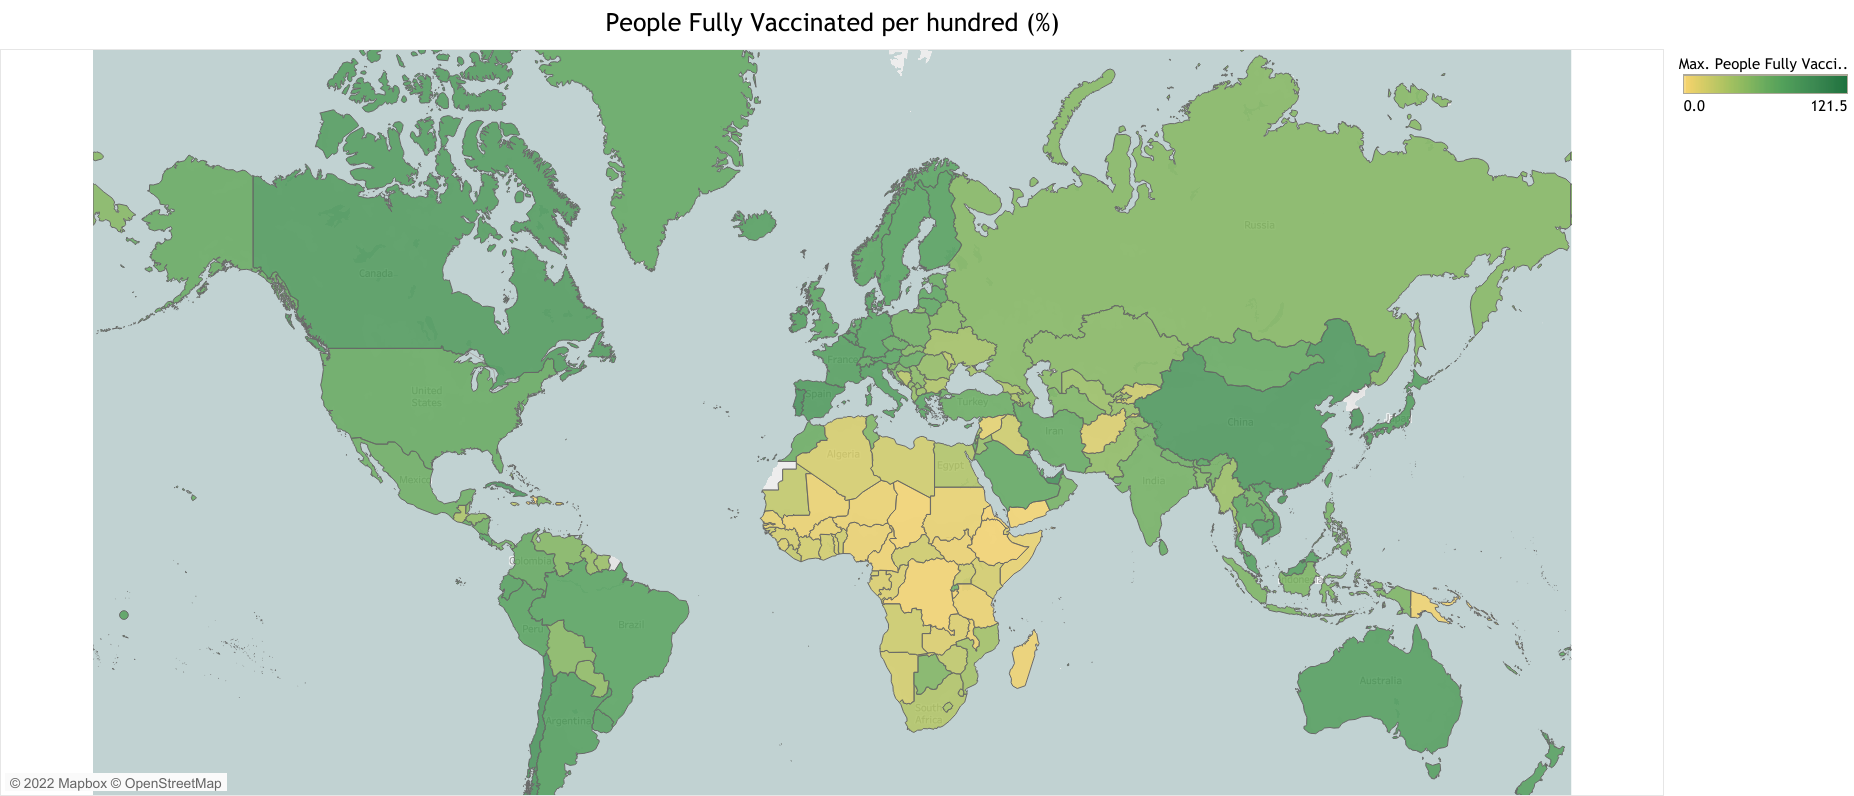 People Fully Vaccinated per hundred (%)
Max. People Fully Vacci..
0.0
121.5
Russia
Canada
France
United
States
Spain
Turkey
China
Iran
Algeria
Egypt
Mexico
India
Colombia
Indonesia
Peru
Brazil
Australia
South
Africa
Argentina
© 2022 Mapbox © OpenStreetMap